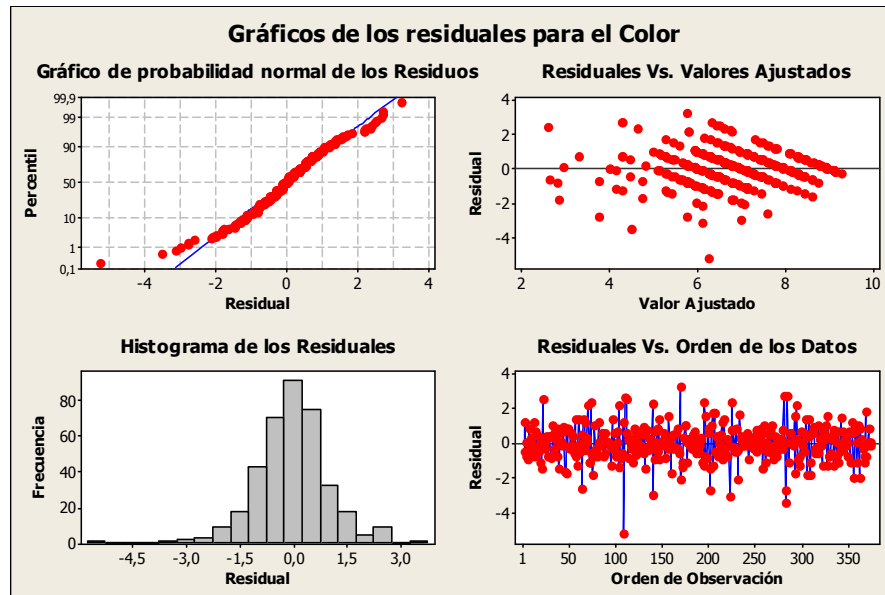 Gráficos de los residuales para el Color
Gráfico de probabilidad normal de los Residuos
Percentil
99,9
99
90
50
10
1
0,1
-4 -2 0 2 4
Residual
Residuales Vs. Valores Ajustados
Residual
4
2
0
-2
-4
2 4 6 8 10
Valor Ajustado
Histograma de los Residuales
Frecuencia
80
60
40
20
0
-4,5 -3,0 -1,5 0,0 1,5 3,0
Residual
Residuales Vs. Orden de los Datos
Residual
4
2
0
-2
-4
1 50 100 150 200 250 300 350
Orden de Observación